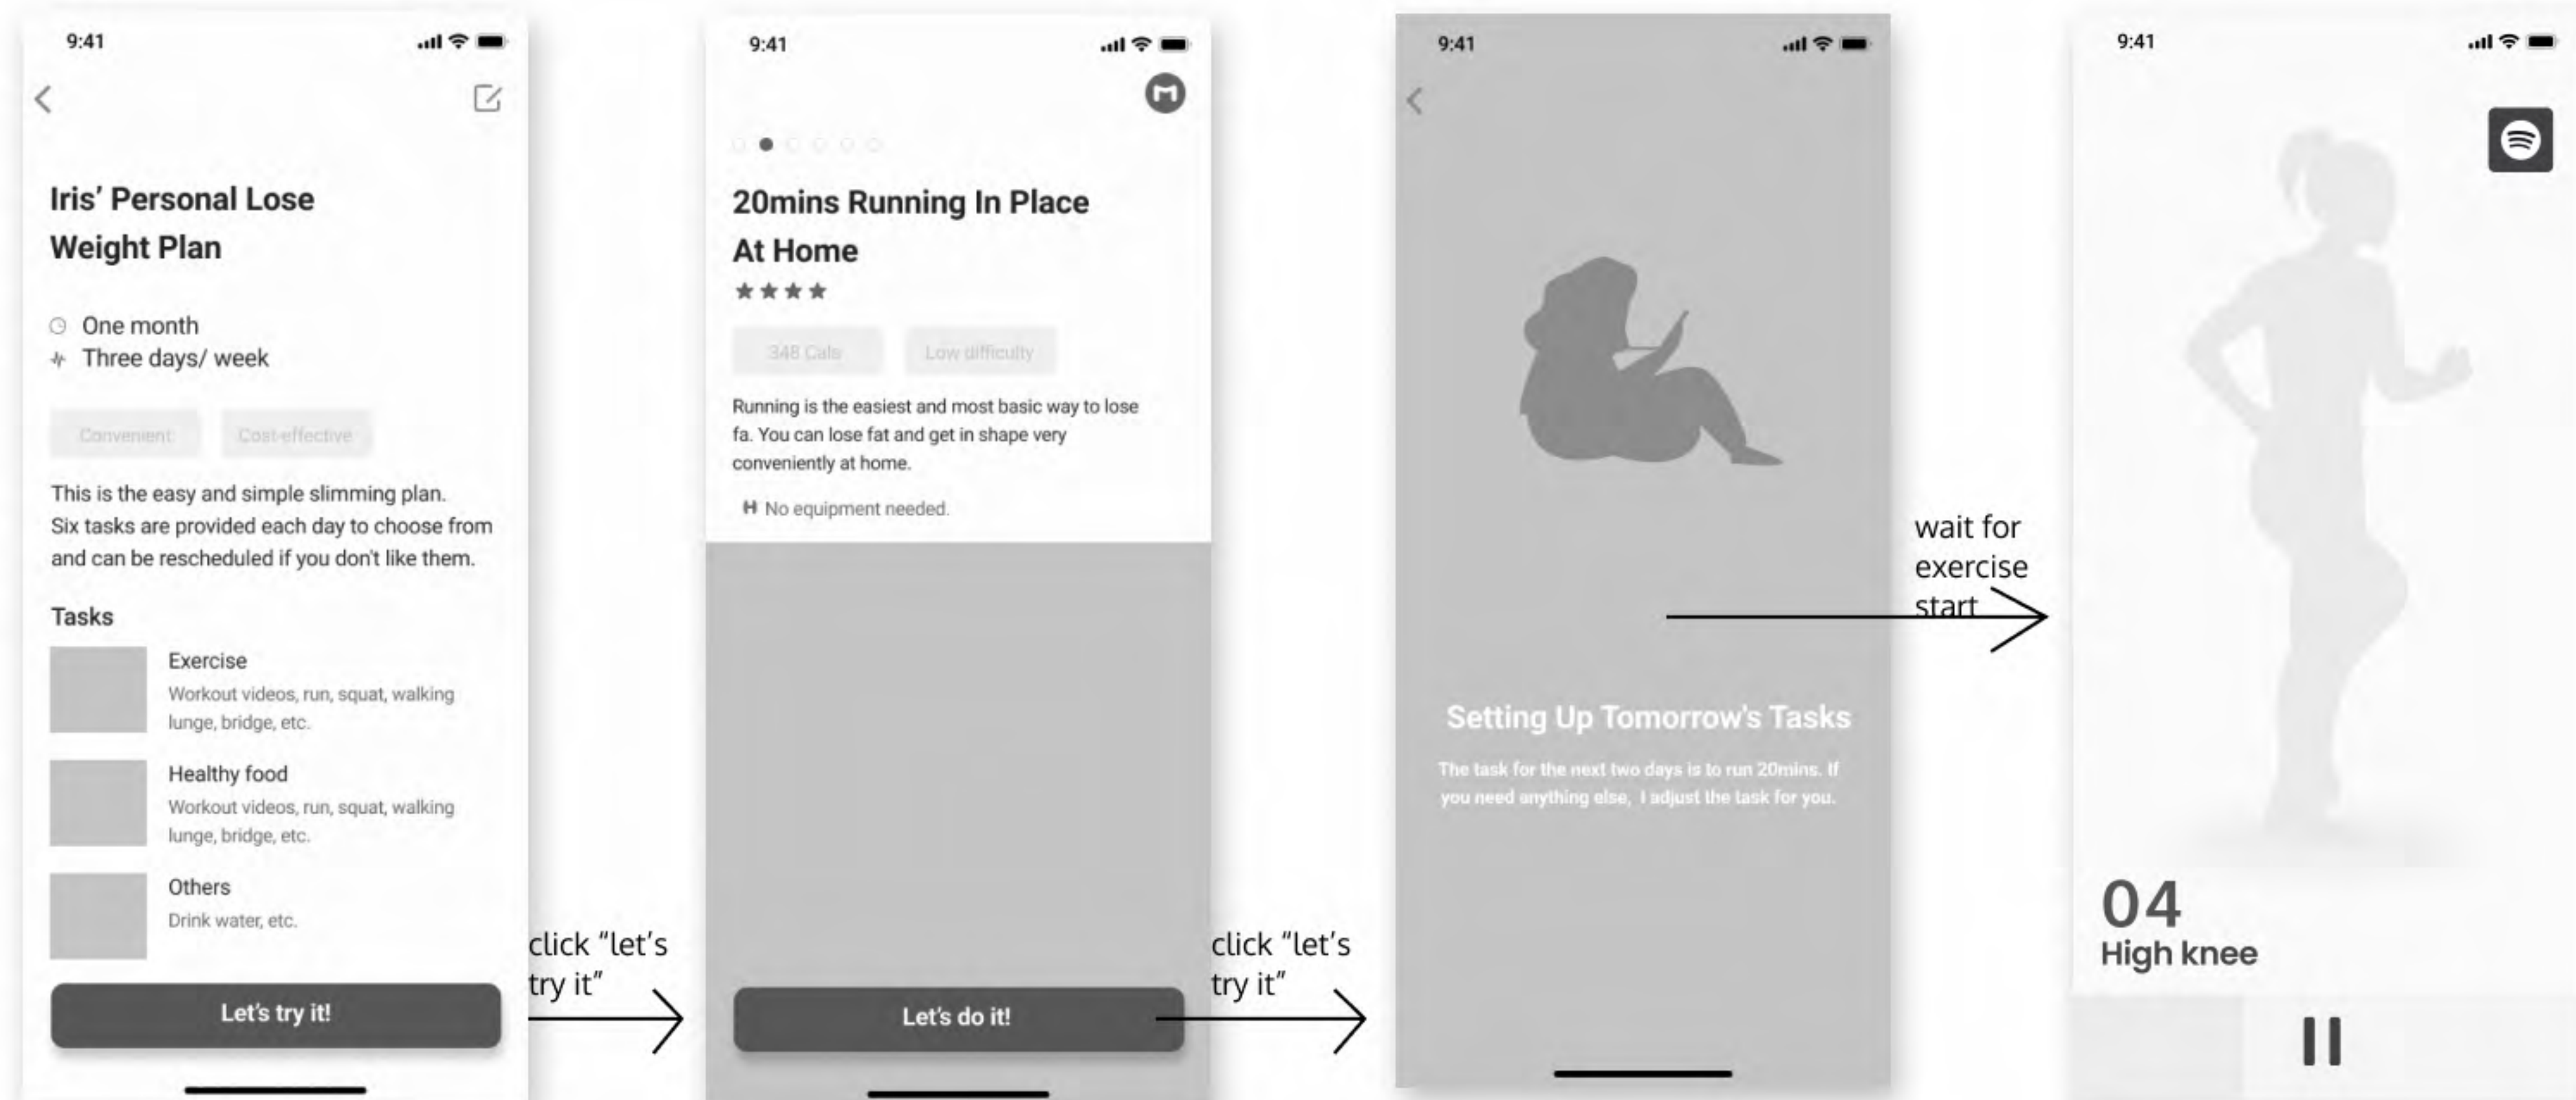 9:41
Iris’ Personal Lose
Weight Plan
One month
Three days/ week
Convenient
Cost-effective
This is the easy and simple slimming plan.
Six tasks are provided each day to choose from
and can be rescheduled if you don't like them.
Tasks
Exercise
Workout videos, run, squat, walking
lunge, bridge, etc.
Healthy food
Workout videos, run, squat, walking
lunge, bridge, etc.
Others
Drink water, etc.
Let’s try it!
click “let’s
try it”
9:41
20mins Running In Place
At Home
348 Cals
Low difficulty
Running is the easiest and most basic way to lose
fa. You can lose fat and get in shape very
conveniently at home.
No equipment needed.
Let’s do it!
click “let’s
try it”
9:41
Setting Up Tomorrow's Tasks
The task for the next two days is to run 20mins. If
you need anything else, I adjust the task for you.
wait for
exercise
start
9:41
04
High knee